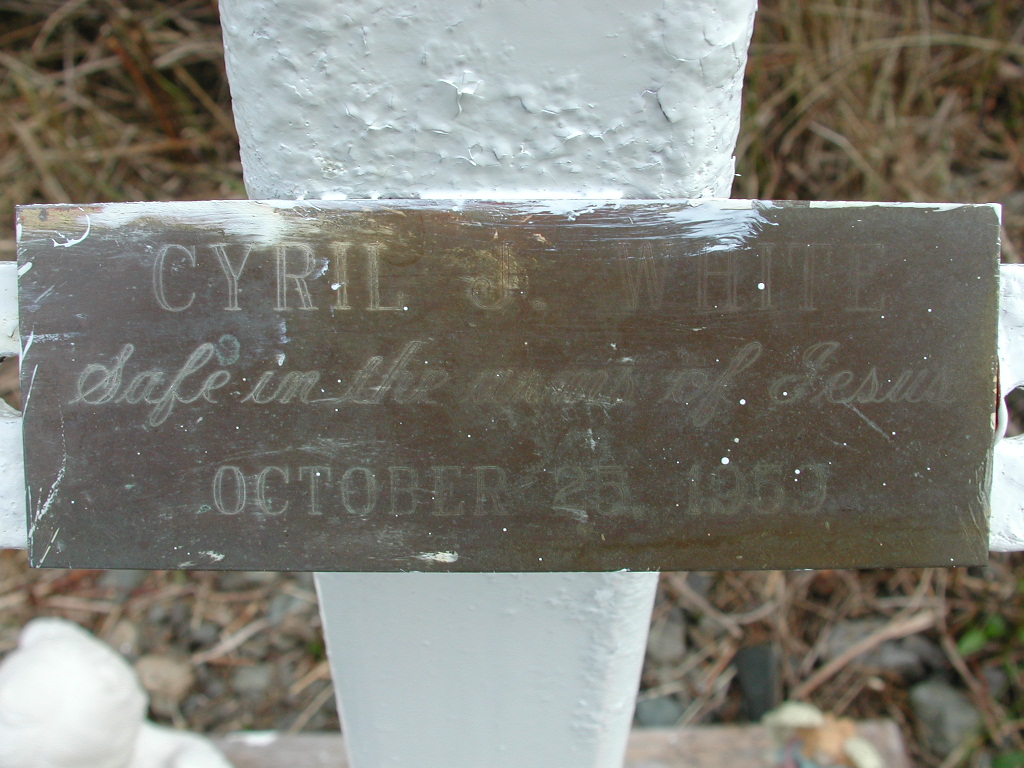 CYRIL J. WHITE
Safe in the arms of Jesus
OCTOBER 25, 1959